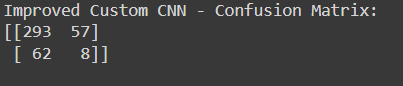 Improved Custom CNN - Confusion Matrix:
[[293  57]
 [ 62   8]]